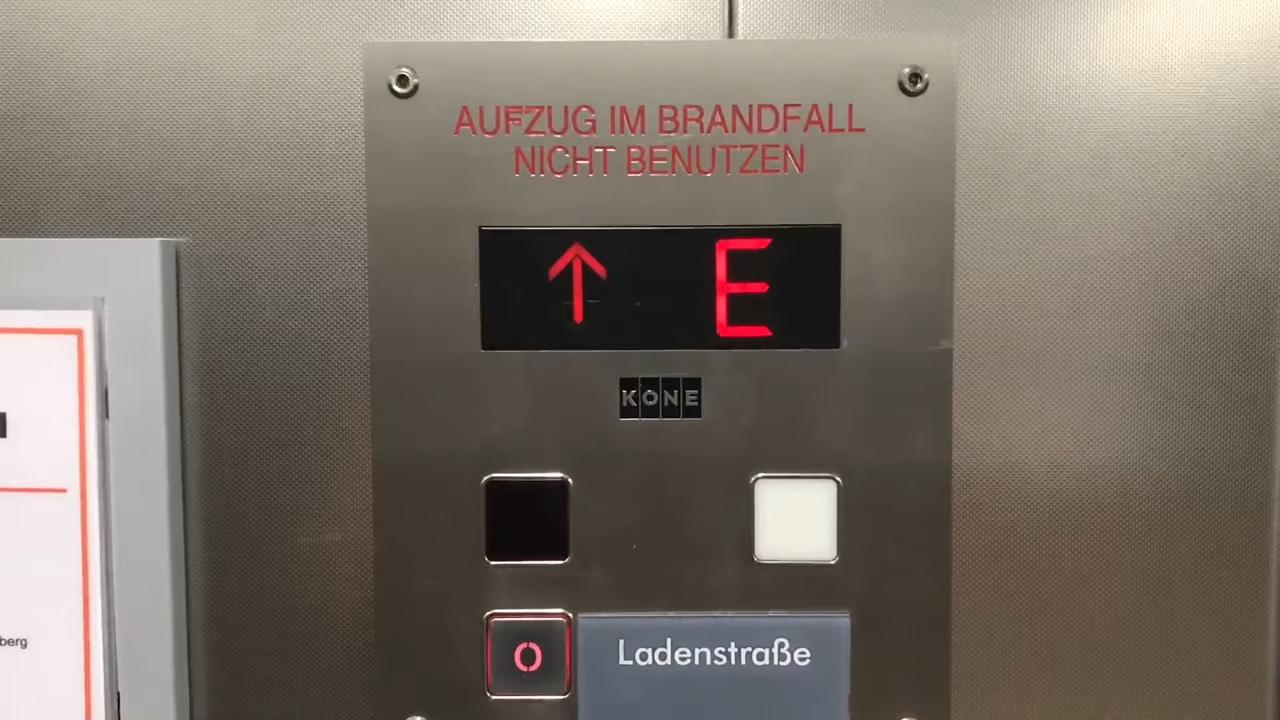 AUFZUG IM BRANDFALL
NICHT BENUTZEN
↑ E
KONE
berg
0 Ladenstraße